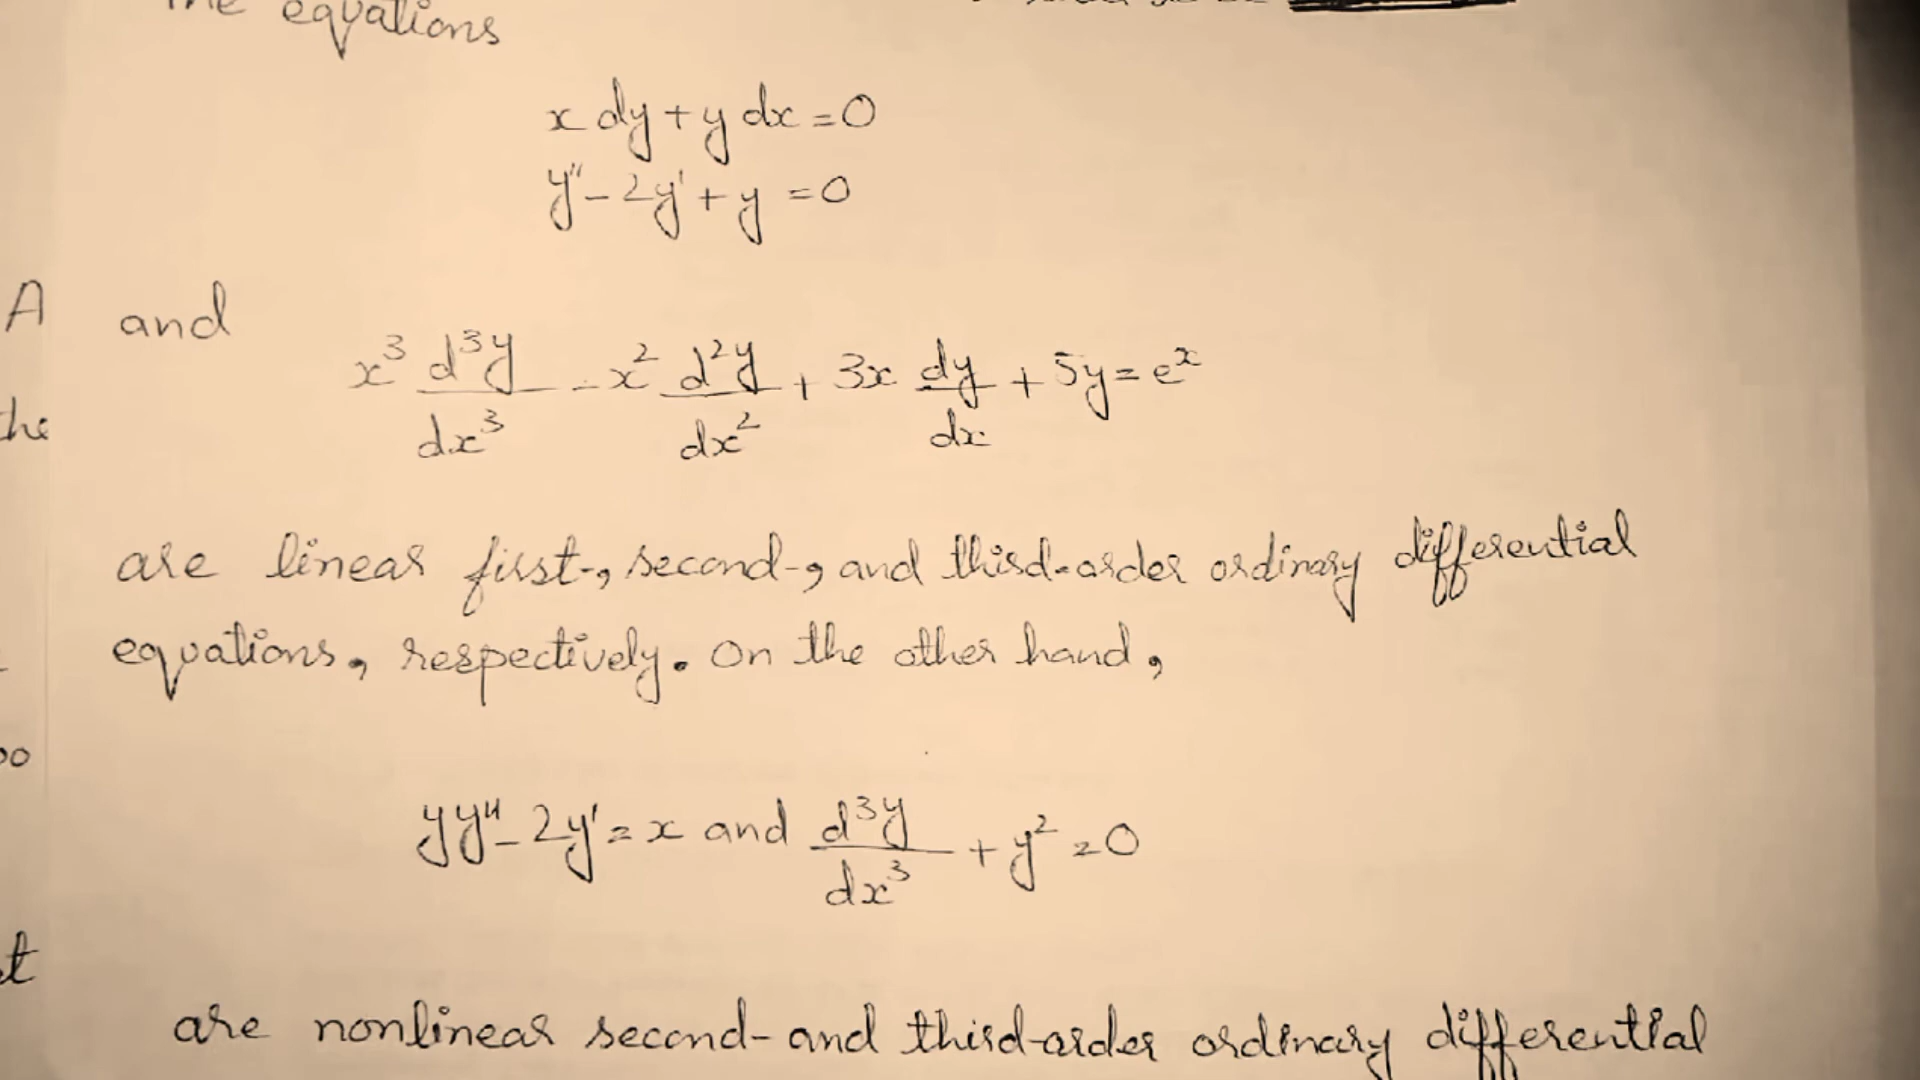 The equations
x dy + y dx = 0
y'' - 2y' + y = 0
A and
x³ d³y/dx³ - x² d²y/dx² + 3x dy/dx + 5y = eˣ
the
are linear first-, second-, and third-order ordinary differential
equations, respectively. On the other hand,
yy'' - 2y' = x and d³y/dx³ + y² = 0
are nonlinear second- and third-order ordinary differential